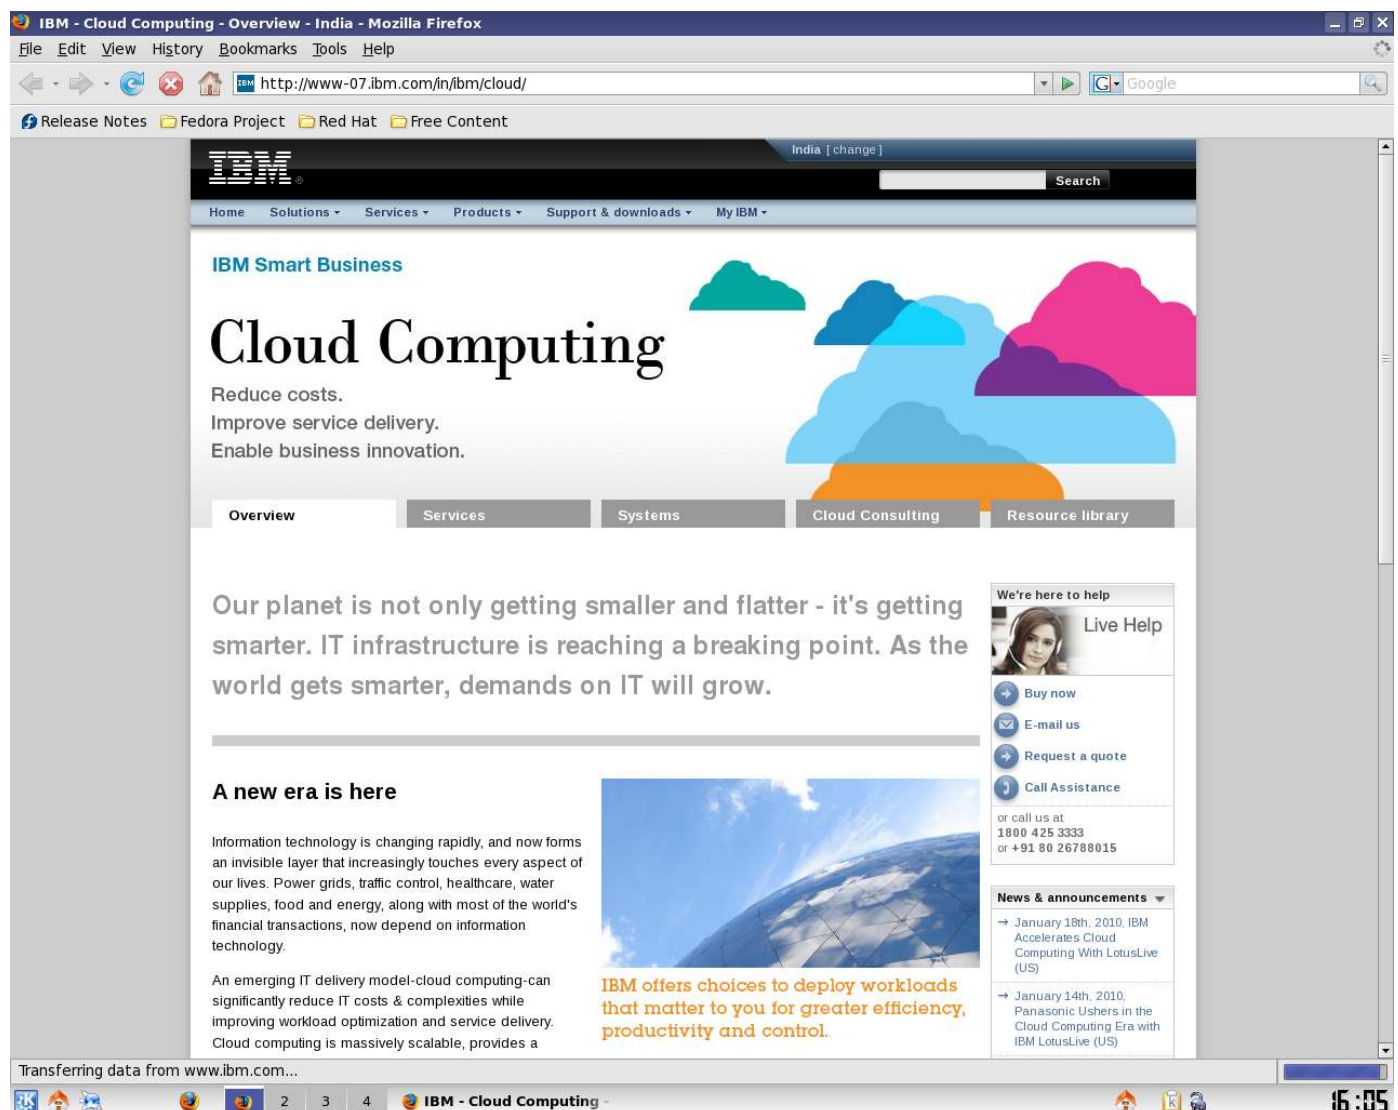 IBM - Cloud Computing - Overview - India - Mozilla Firefox
File Edit View History Bookmarks Tools Help
http://www-07.ibm.com/in/ibm/cloud/
Google
Release Notes Fedora Project Red Hat Free Content
India [ change ]
IBM
Search
Home Solutions Services Products Support & downloads My IBM
IBM Smart Business
Cloud Computing
Reduce costs.
Improve service delivery.
Enable business innovation.
Overview Services Systems Cloud Consulting Resource library
Our planet is not only getting smaller and flatter - it's getting
smarter. IT infrastructure is reaching a breaking point. As the
world gets smarter, demands on IT will grow.
A new era is here
Information technology is changing rapidly, and now forms
an invisible layer that increasingly touches every aspect of
our lives. Power grids, traffic control, healthcare, water
supplies, food and energy, along with most of the world's
financial transactions, now depend on information
technology.
An emerging IT delivery model-cloud computing-can
significantly reduce IT costs & complexities while
improving workload optimization and service delivery.
Cloud computing is massively scalable, provides a
IBM offers choices to deploy workloads
that matter to you for greater efficiency,
productivity and control.
We're here to help
Live Help
Buy now
E-mail us
Request a quote
Call Assistance
or call us at
1800 425 3333
or +91 80 26788015
News & announcements
January 18th, 2010, IBM
Accelerates Cloud
Computing With LotusLive
(US)
January 14th, 2010,
Panasonic Ushers in the
Cloud Computing Era with
IBM LotusLive (US)
Transferring data from www.ibm.com...
2 3 4 IBM - Cloud Computing -
16:05